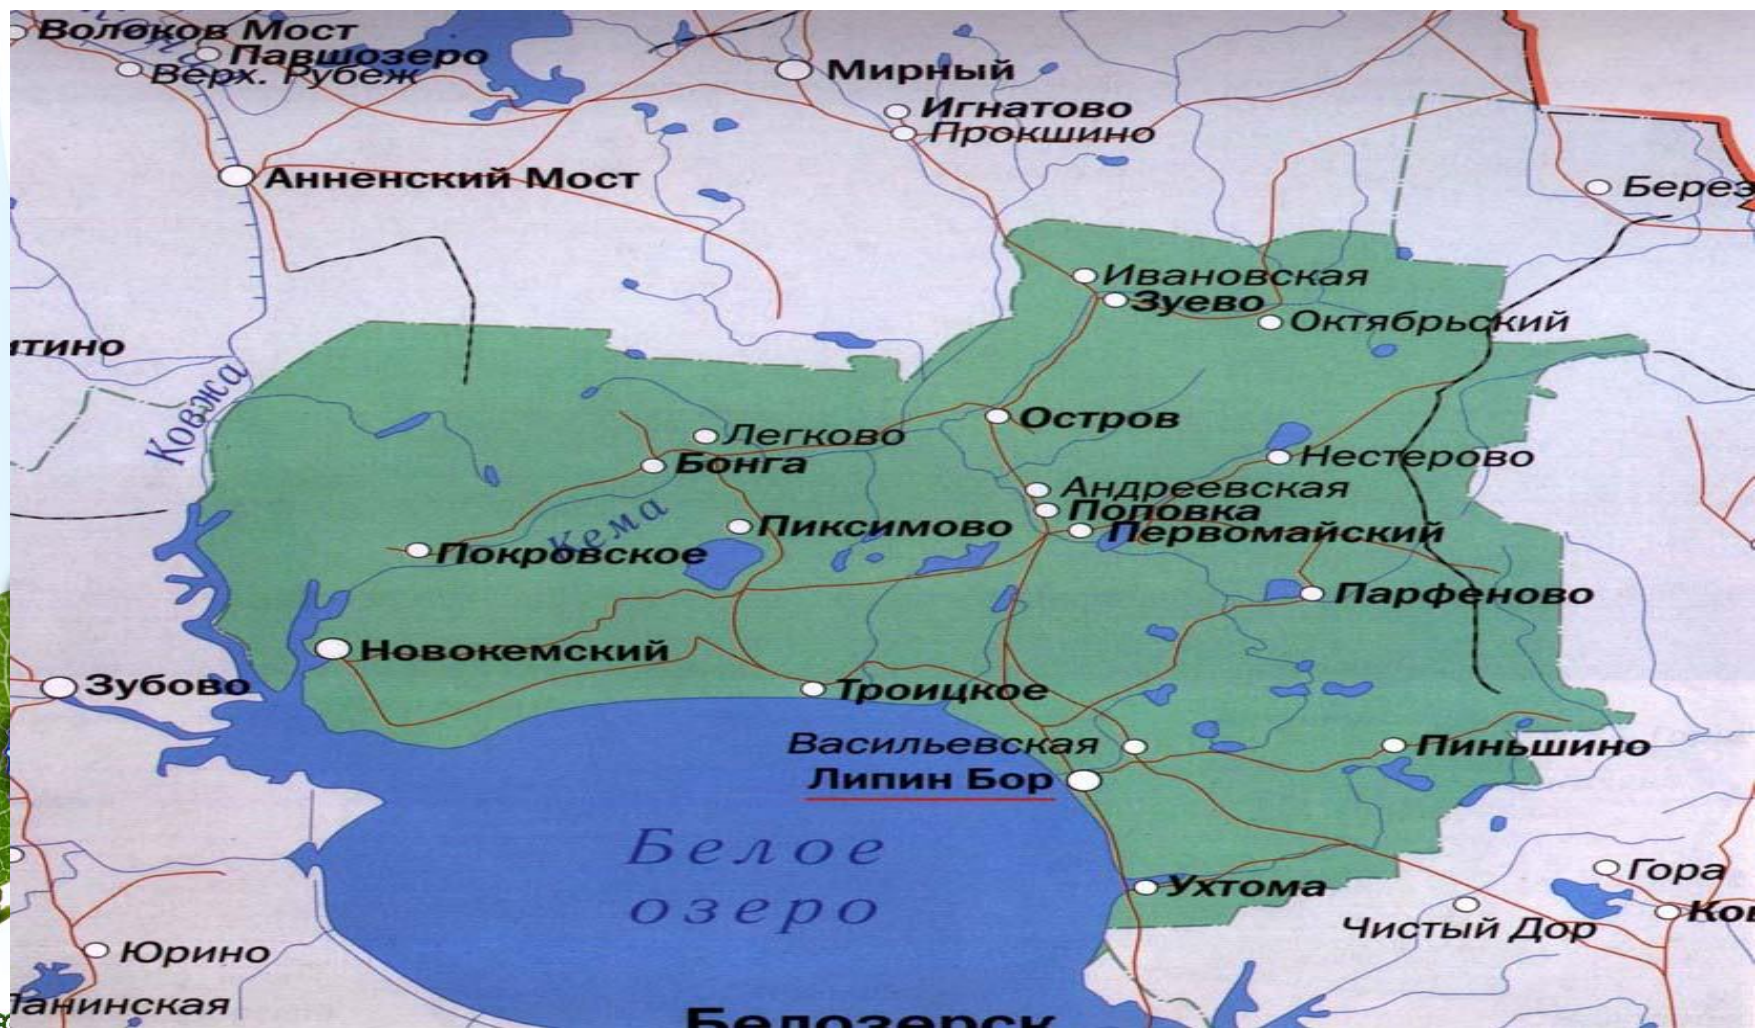 Волоков Мост
Павшозеро
Верх. Рубеж
Мирный
Игнатово
Прокшино
Анненский Мост
Ивановская
Зуево
Октябрьский
Ковжа
Остров
Легково
Бонга
Нестерово
Андреевская
Поповка
Первомайский
Кема
Пиксимово
Покровское
Парфеново
Новокемский
Зубово
Троицкое
Васильевская
Пиньшино
Липин Бор
Белое
озеро
Ухтома
Гора
Чистый Дор
Юрино
Белозерск